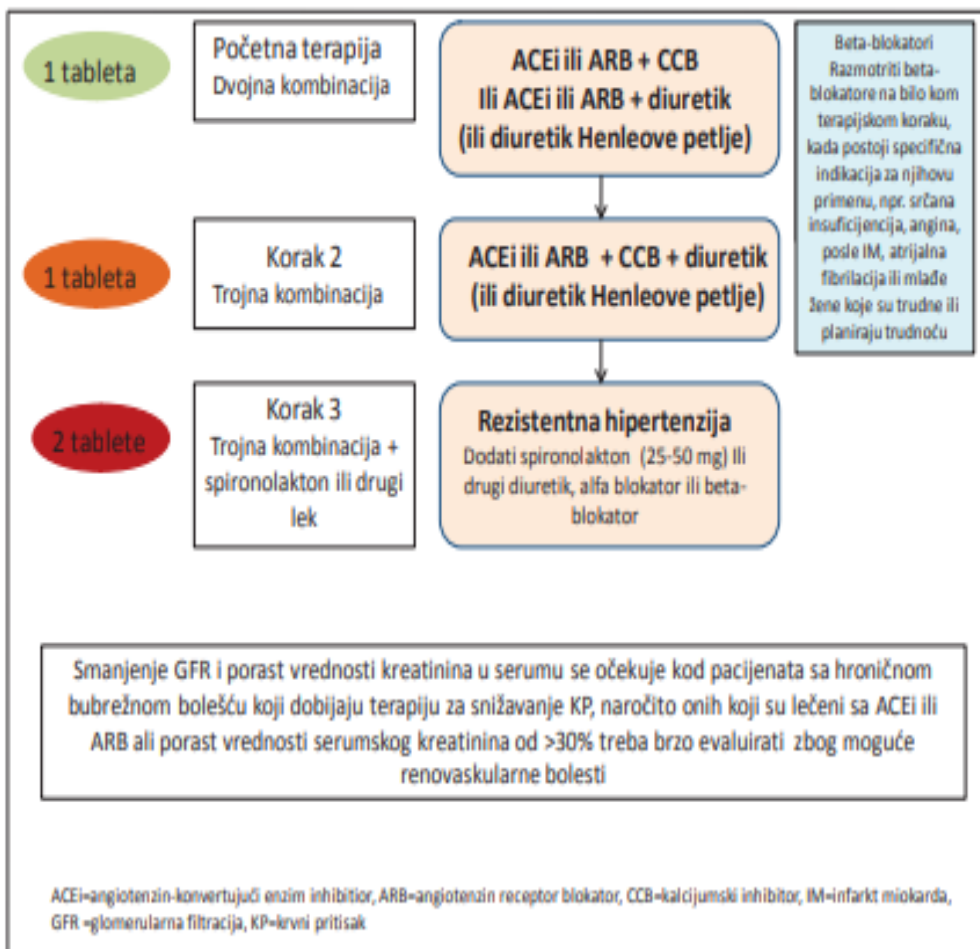 1 tableta
Početna terapija
Dvojna kombinacija
ACEi ili ARB + CCB
Ili ACEi ili ARB + diuretik
(ili diuretik Henleove petlje)
Beta-blokatori
Razmotriti beta-
blokatore na bilo kom
terapijskom koraku,
kada postoji specifična
indikacija za njihovu
primenu, npr. srčana
insuficijencija, angina,
posle IM, atrijalna
fibrilacija ili mlađe
žene koje su trudne ili
planiraju trudnoću
1 tableta
Korak 2
Trojna kombinacija
ACEi ili ARB + CCB + diuretik
(ili diuretik Henleove petlje)
2 tablete
Korak 3
Trojna kombinacija +
spironolakton ili drugi
lek
Rezistentna hipertenzija
Dodati spironolakton (25-50 mg) Ili
drugi diuretik, alfa blokator ili beta-
blokator
Smanjenje GFR i porast vrednosti kreatinina u serumu se očekuje kod pacijenata sa hroničnom
bubrežnom bolešću koji dobijaju terapiju za snižavanje KP, naročito onih koji su lečeni sa ACEi ili
ARB ali porast vrednosti serumskog kreatinina od >30% treba brzo evaluirati zbog moguće
renovaskularne bolesti
ACEi=angiotenzin-konvertujući enzim inhibitior, ARB=angiotenzin receptor blokator, CCB=kalcijumski inhibitor, IM=infarkt miokarda,
GFR =glomerularna filtracija, KP=krvni pritisak